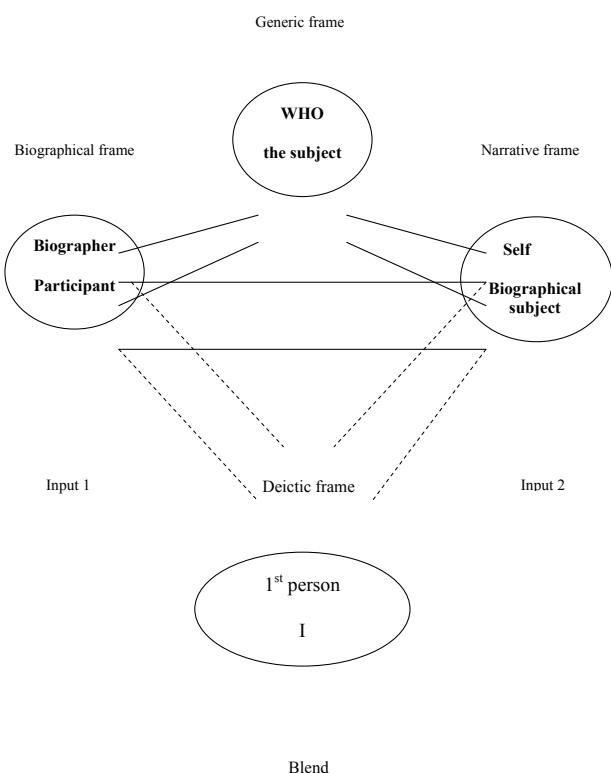 Generic frame
WHO
the subject
Biographical frame
Narrative frame
Biographer
Participant
Self
Biographical
subject
Input 1
Deictic frame
Input 2
1st person
I
Blend